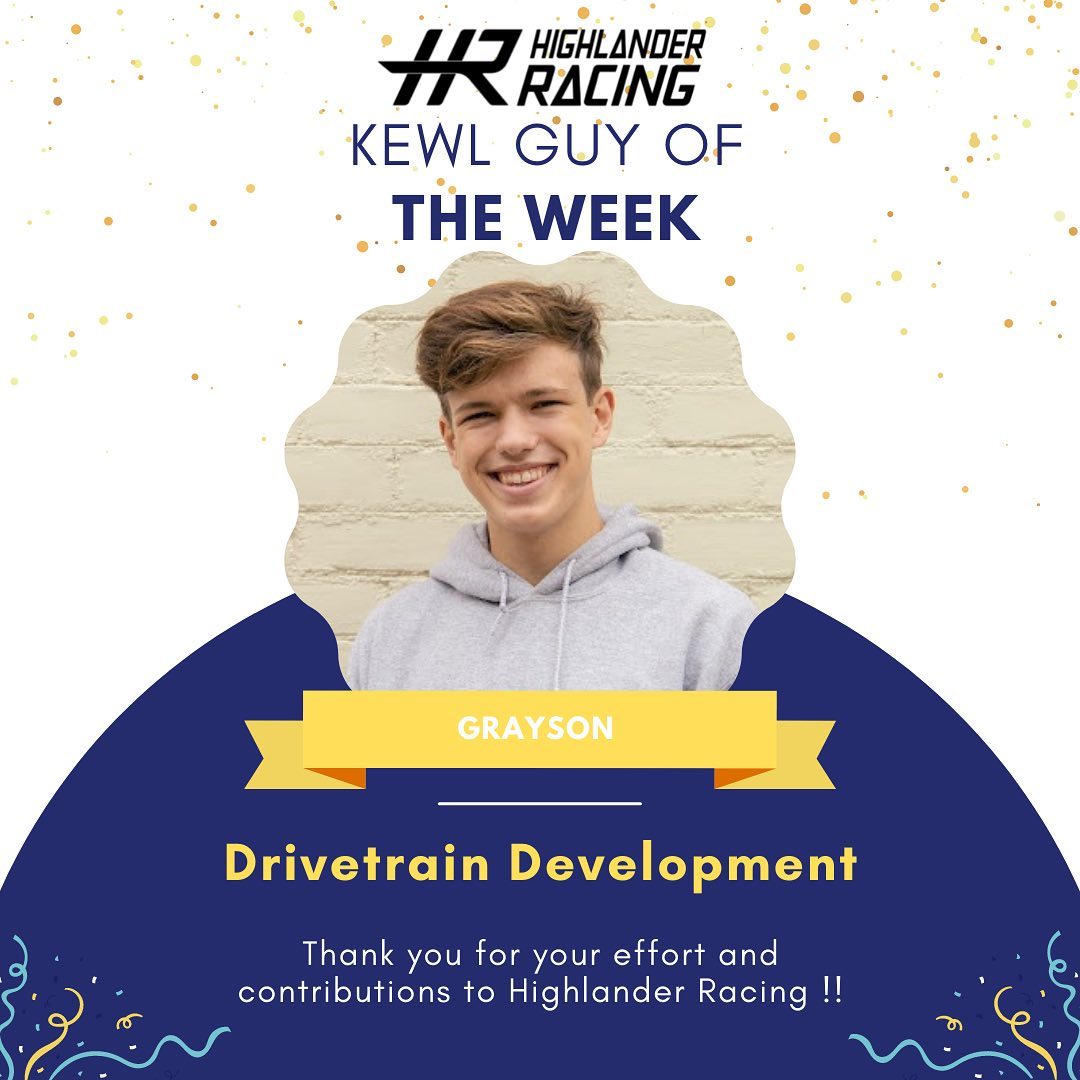 HR HIGHLANDER
RACING
KEWL GUY OF
THE WEEK
GRAYSON
Drivetrain Development
Thank you for your effort and
contributions to Highlander Racing !!